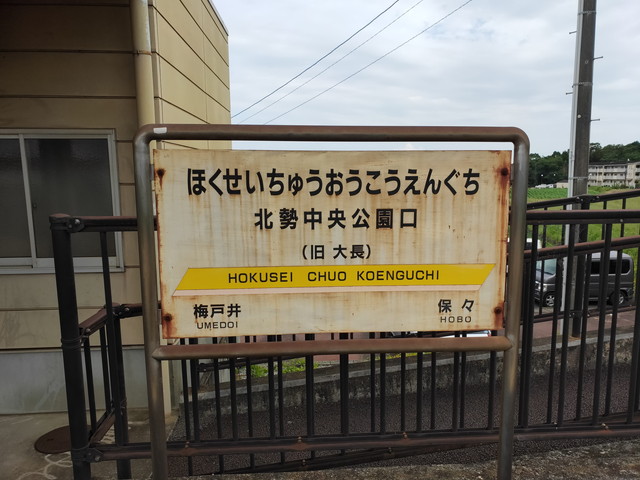 ほくせいちゅうおうこうえんぐち
北勢中央公園口
（旧 大長）
HOKUSEI CHUO KOENGUCHI
梅戸井 保々
UMEDOI HOBO